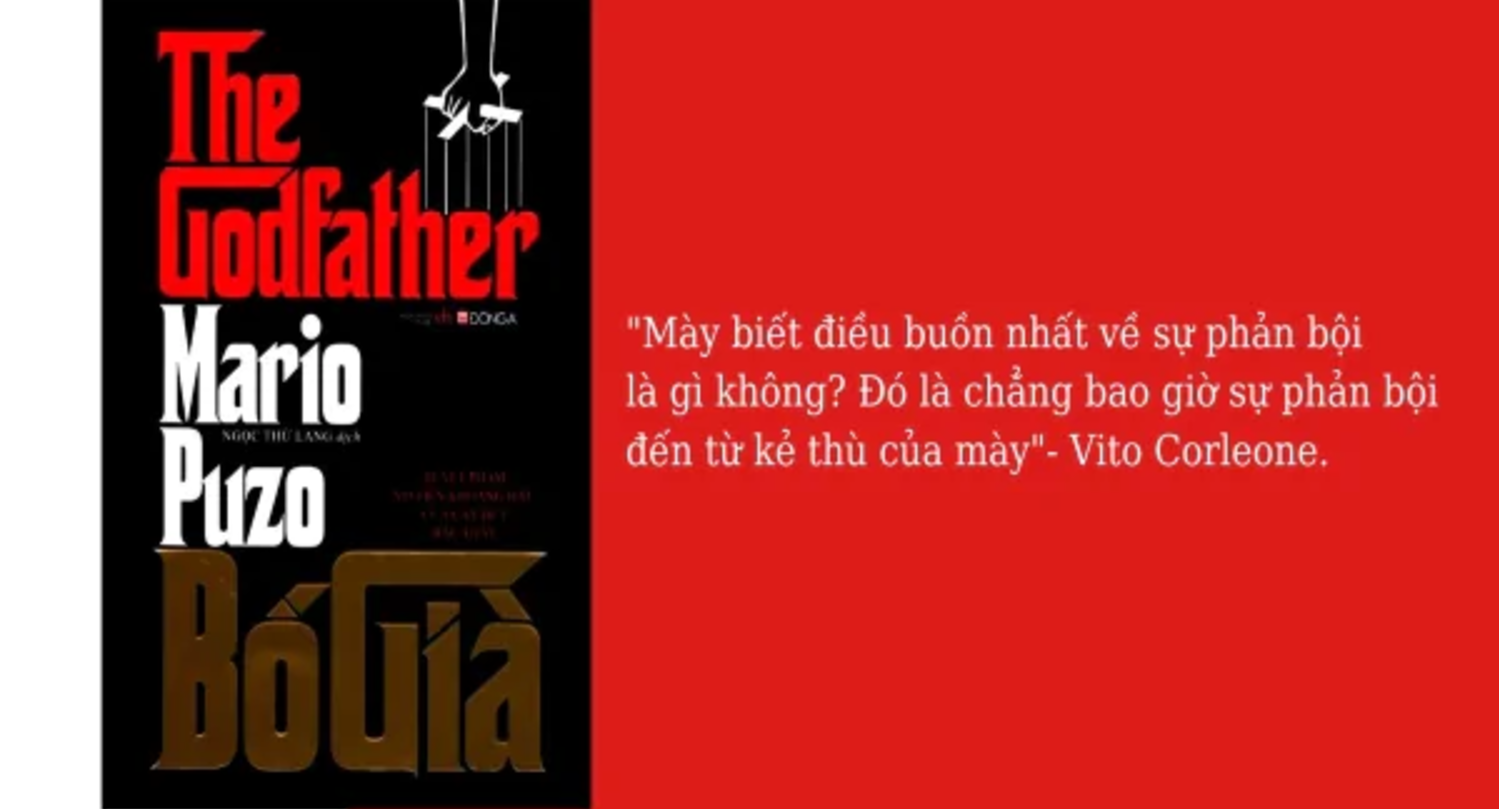 The
Godfather
ĐONGA
Mario
NGỌC THỨ LANG dịch
Puzo
Bố Già
"Mày biết điều buồn nhất về sự phản bội
là gì không? Đó là chẳng bao giờ sự phản bội
đến từ kẻ thù của mày"- Vito Corleone.